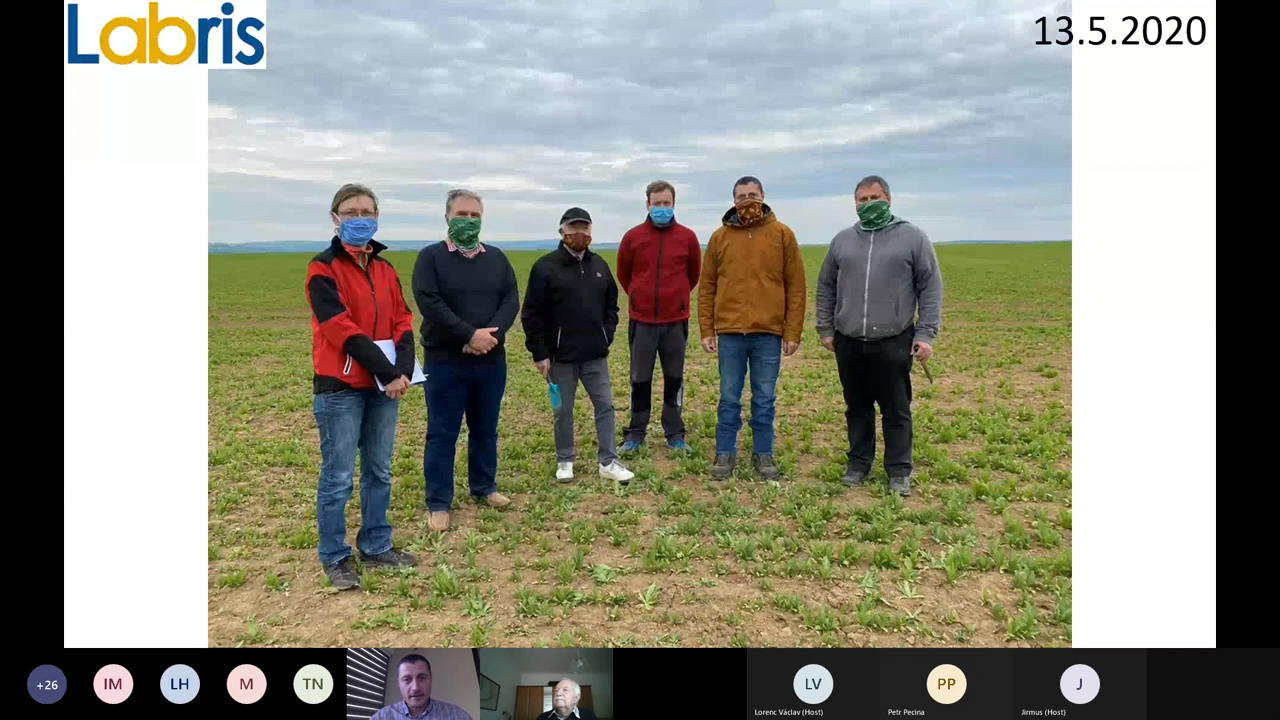 Labris
13.5.2020
+26
IM
LH
M
TN
LV
PP
J
Lorenc Václav (Host)
Petr Pecina
Jirmus (Host)